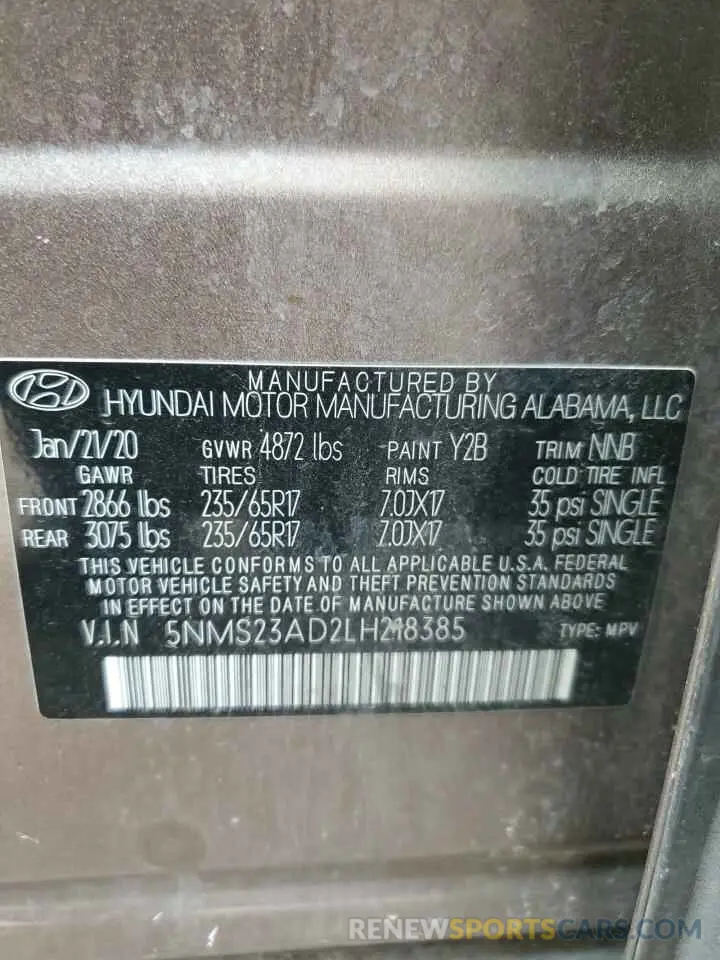 MANUFACTURED BY
HYUNDAI MOTOR MANUFACTURING ALABAMA, LLC
Jan/21/20 GVWR 4872 lbs PAINT Y2B TRIM NNB
GAWR TIRES RIMS COLD TIRE INFL
FRONT 2866 lbs 235/65R17 7.0JX17 35 psi SINGLE
REAR 3075 lbs 235/65R17 7.0JX17 35 psi SINGLE
THIS VEHICLE CONFORMS TO ALL APPLICABLE U.S.A. FEDERAL
MOTOR VEHICLE SAFETY AND THEFT PREVENTION STANDARDS
IN EFFECT ON THE DATE OF MANUFACTURE SHOWN ABOVE
V.I.N 5NMS23AD2LH218385 TYPE: MPV
RENEWSPORTSCARS.COM